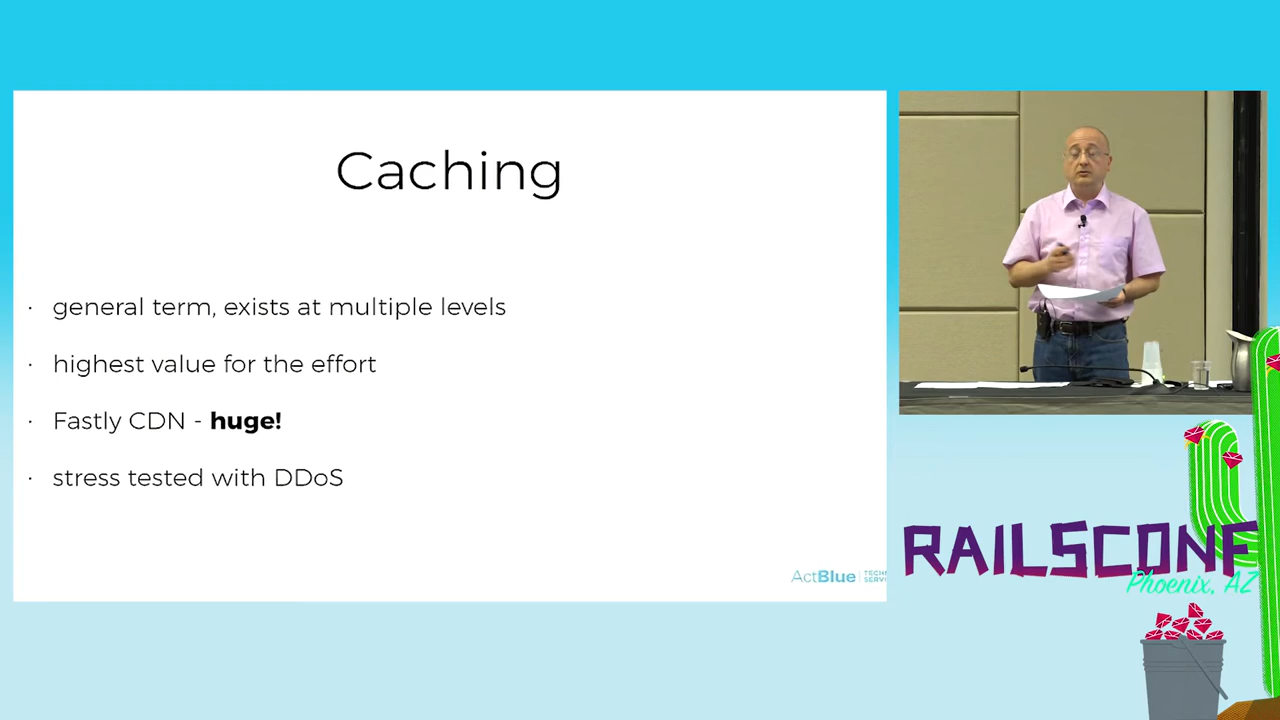 Caching
· general term, exists at multiple levels
· highest value for the effort
· Fastly CDN - huge!
· stress tested with DDoS
ActBlue
RAILSCONF
Phoenix, AZ